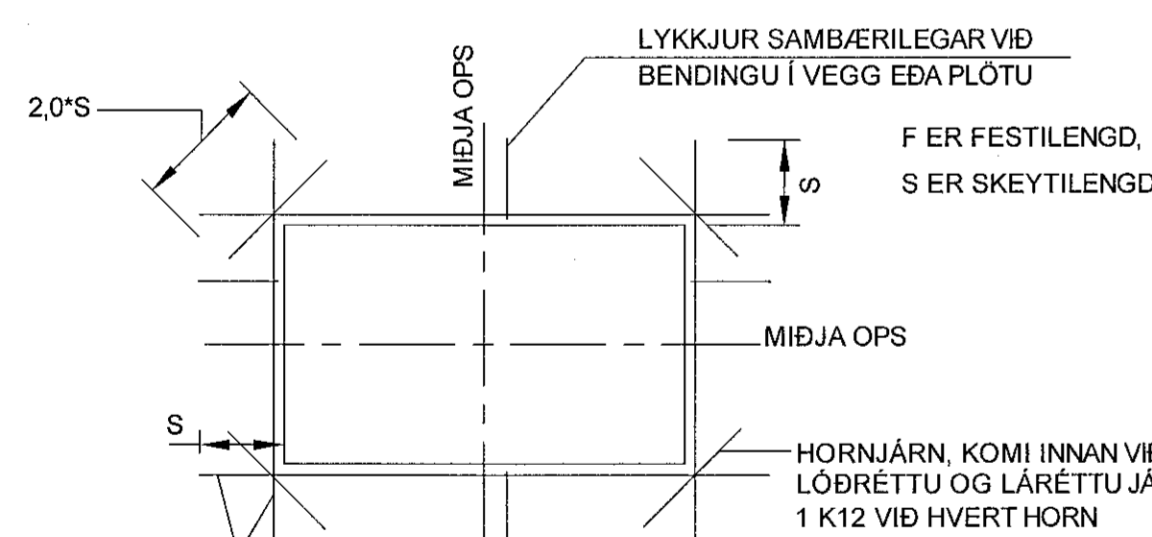 LYKKJUR SAMBÆRILEGAR VIÐ
BENDINGU Í VEGG EÐA PLÖTU
2,0*S
MIÐJA OPS
F ER FESTILENGD,
S
S ER SKEYTILENGD
MIÐJA OPS
S
HORNJÁRN, KOMI INNAN VIÐ
LÓÐRÉTTU OG LÁRÉTTU JÁ
1 K12 VIÐ HVERT HORN